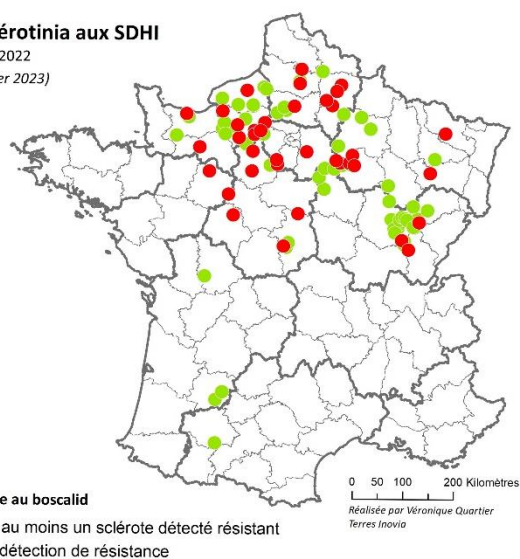 érotinia aux SDHI
2022
er 2023)
0 50 100 200 Kilomètres
Réalisée par Véronique Quartier
Terres Inovia
e au boscalid
au moins un sclérote détecté résistant
détection de résistance